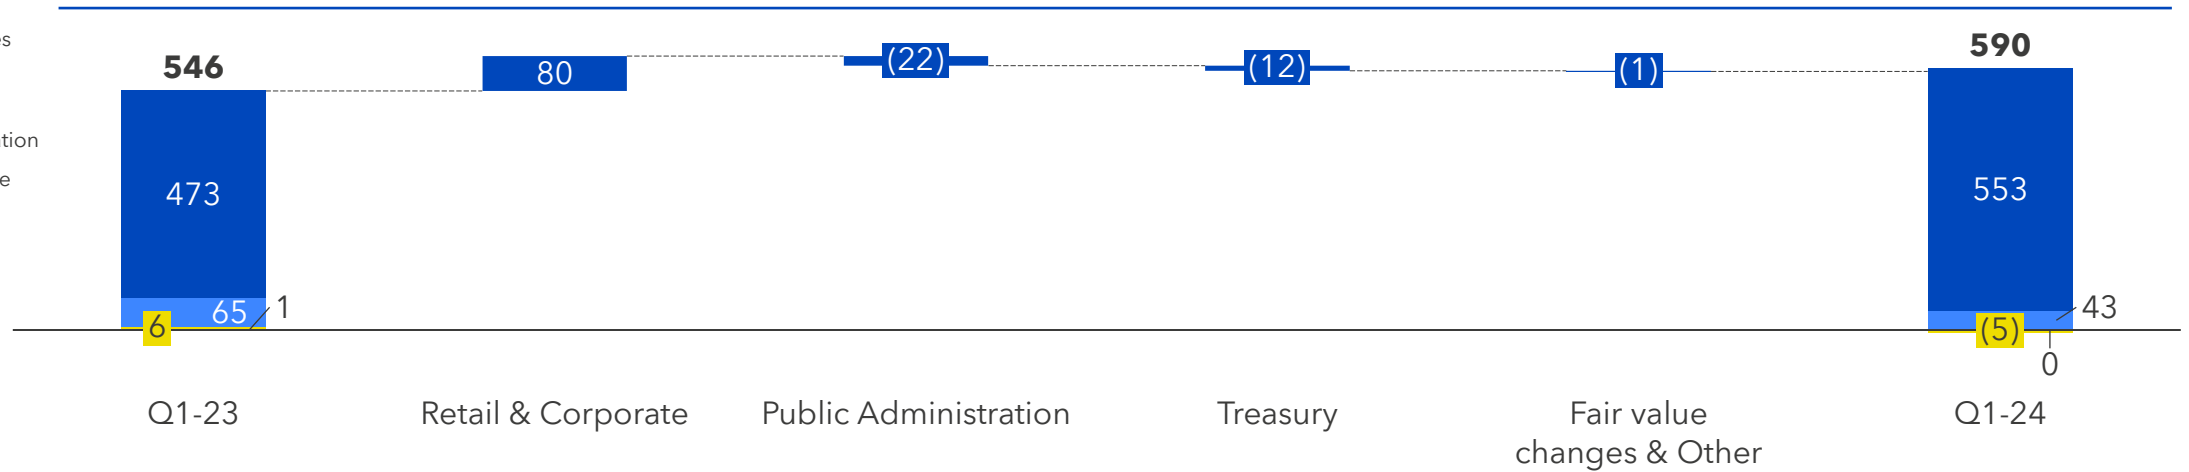 546
80
(22)
(12)
(1)
590
473
553
65
1
6
43
(5)
0
Q1-23
Retail & Corporate
Public Administration
Treasury
Fair value
changes & Other
Q1-24